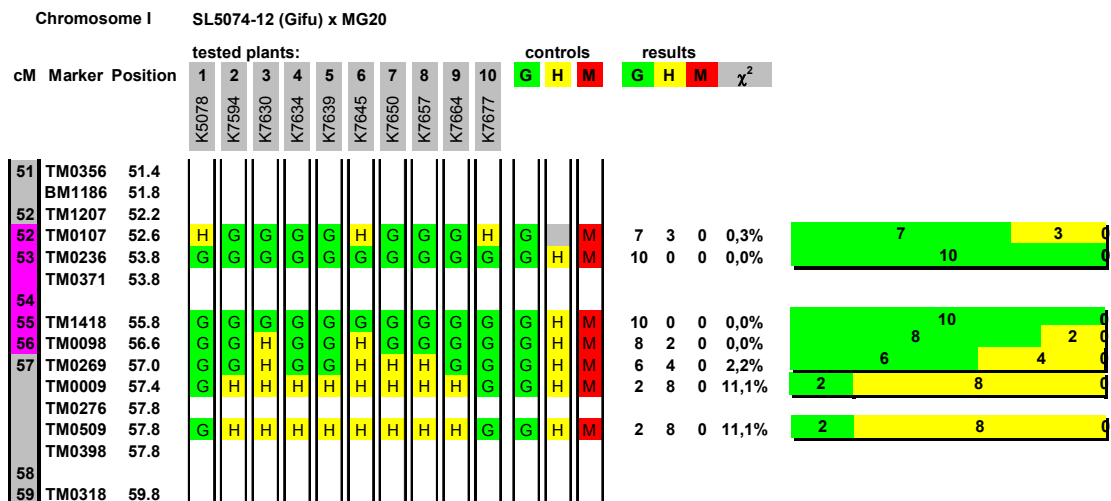 Chromosome I SL5074-12 (Gifu) x MG20
tested plants: controls results
cM Marker Position 1 2 3 4 5 6 7 8 9 10 G H M G H M χ²
K5078 K7594 K7630 K7634 K7639 K7645 K7650 K7657 K7664 K7677
51 TM0356 51.4
BM1186 51.8
52 TM1207 52.2
52 TM0107 52.6 H G G G G H G G G H G M 7 3 0 0,3% 7 3 0
53 TM0236 53.8 G G G G G G G G G G G H M 10 0 0 0,0% 10 0
TM0371 53.8
54
55 TM1418 55.8 G G G G G G G G G G G H M 10 0 0 0,0% 10 0
56 TM0098 56.6 G G H G G H G G G G G H M 8 2 0 0,0% 8 2 0
57 TM0269 57.0 G G H G G H H H G G G H M 6 4 0 2,2% 6 4 0
TM0009 57.4 G H H H H H H H H G G H M 2 8 0 11,1% 2 8 0
TM0276 57.8
TM0509 57.8 G H H H H H H H H G G H M 2 8 0 11,1% 2 8 0
TM0398 57.8
58
59 TM0318 59.8